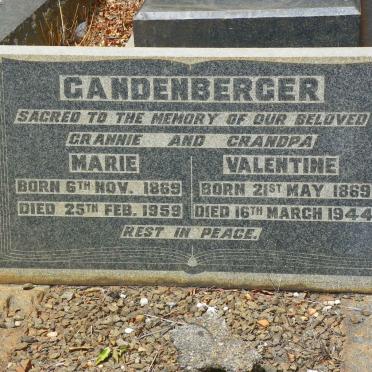 GANDENBERGER
SACRED TO THE MEMORY OF OUR BELOVED
GRANNIE AND GRANDPA
MARIE
BORN 6TH NOV. 1869
DIED 25TH FEB. 1959
VALENTINE
BORN 21ST MAY 1869
DIED 16TH MARCH 1944
REST IN PEACE.